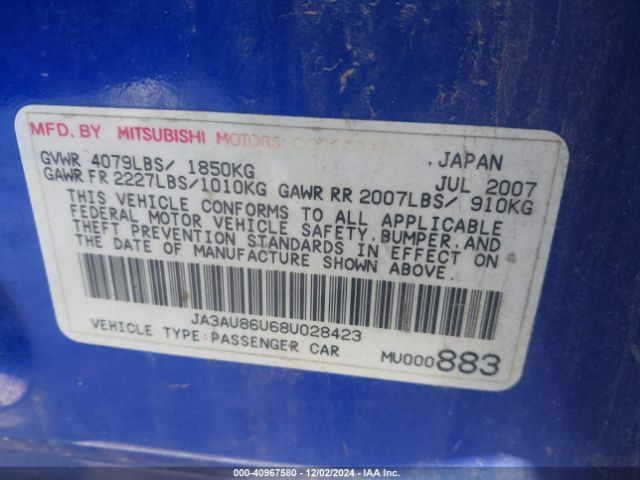 MFD. BY MITSUBISHI MOTORS CORPORATION, JAPAN
GVWR 4079LBS/ 1850KG JUL 2007
GAWR FR 2227LBS/1010KG GAWR RR 2007LBS/ 910KG
THIS VEHICLE CONFORMS TO ALL APPLICABLE
FEDERAL MOTOR VEHICLE SAFETY,BUMPER,AND
THEFT PREVENTION STANDARDS IN EFFECT ON
THE DATE OF MANUFACTURE SHOWN ABOVE.
JA3AU86U68U028423
VEHICLE TYPE:PASSENGER CAR MU000883
000-40967580 - 12/02/2024 - IAA Inc.